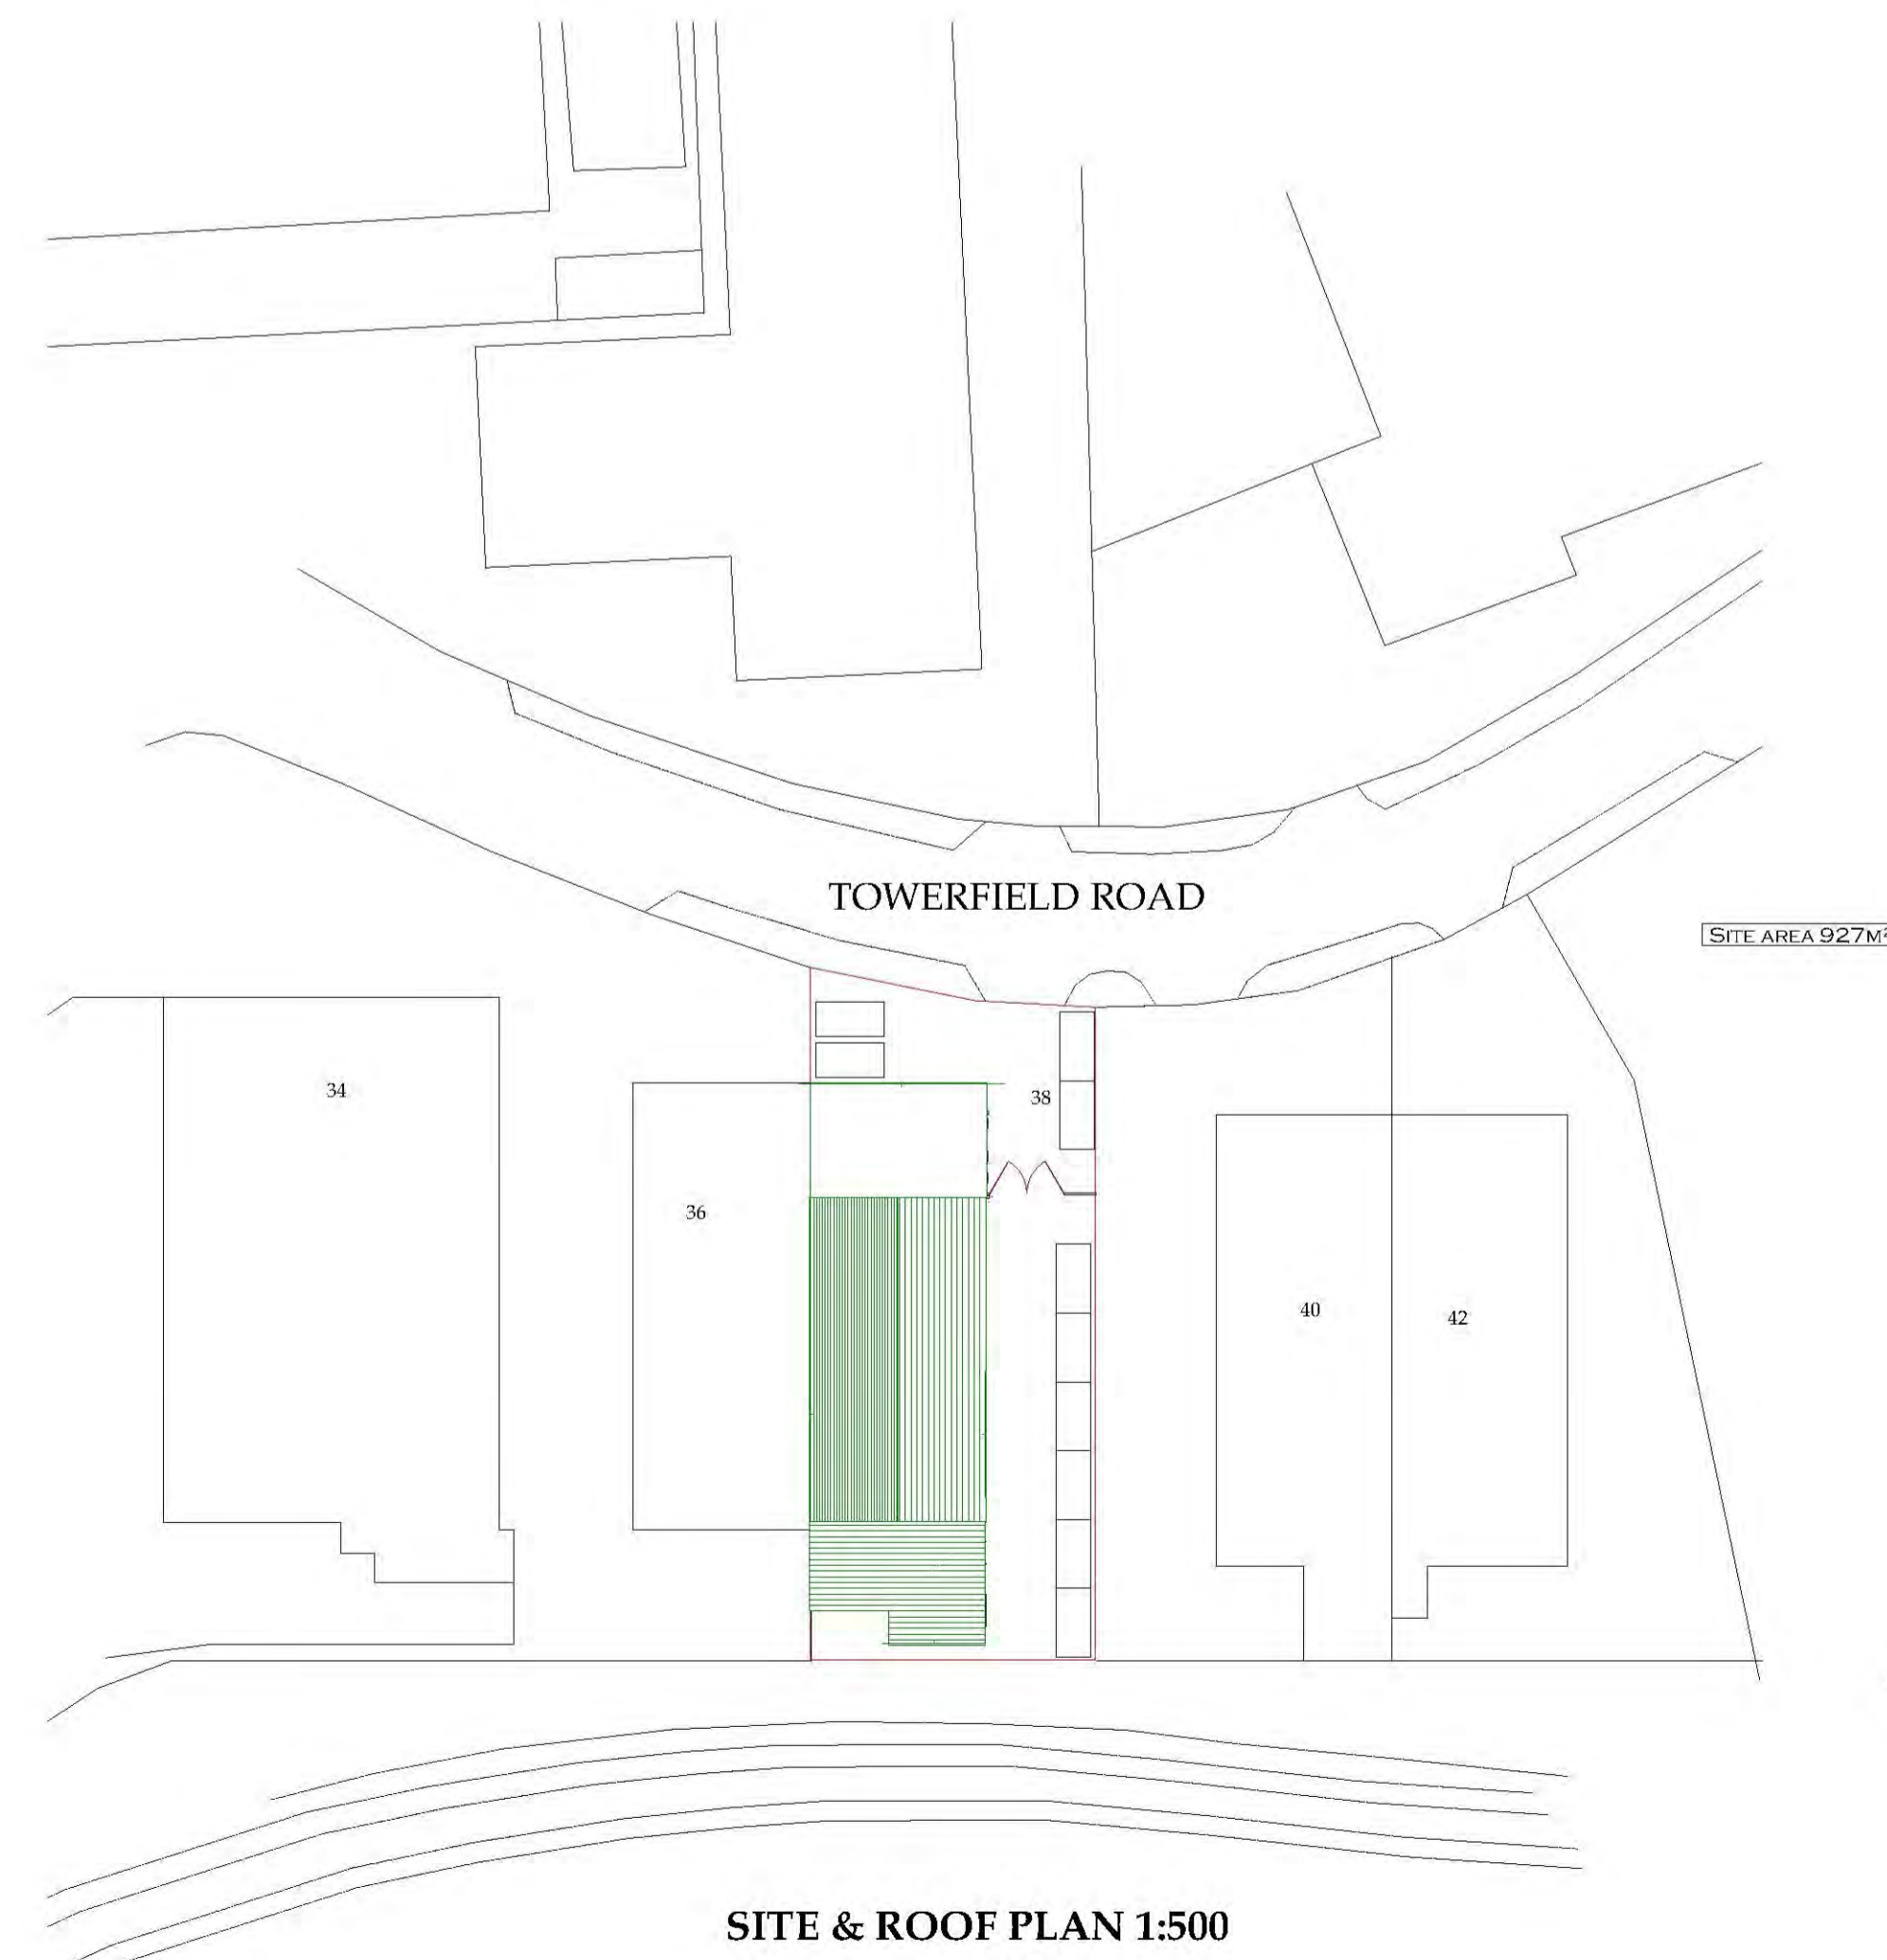 TOWERFIELD ROAD
SITE AREA 927M²
34
38
36
40
42
SITE & ROOF PLAN 1:500